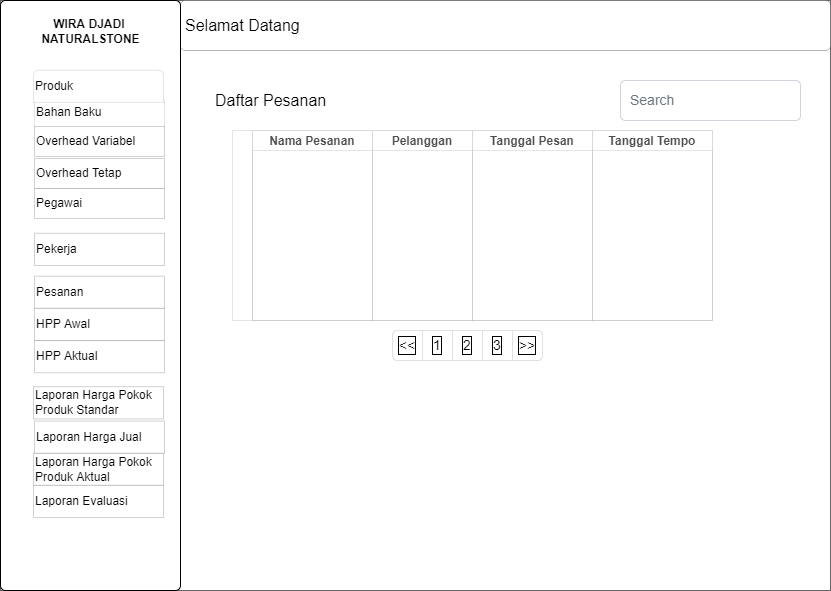 WIRA DJADI
NATURALSTONE
Produk
Bahan Baku
Overhead Variabel
Overhead Tetap
Pegawai
Pekerja
Pesanan
HPP Awal
HPP Aktual
Laporan Harga Pokok
Produk Standar
Laporan Harga Jual
Laporan Harga Pokok
Produk Aktual
Laporan Evaluasi
Selamat Datang
Daftar Pesanan
Search
Nama Pesanan Pelanggan Tanggal Pesan Tanggal Tempo
<< 1 2 3 >>